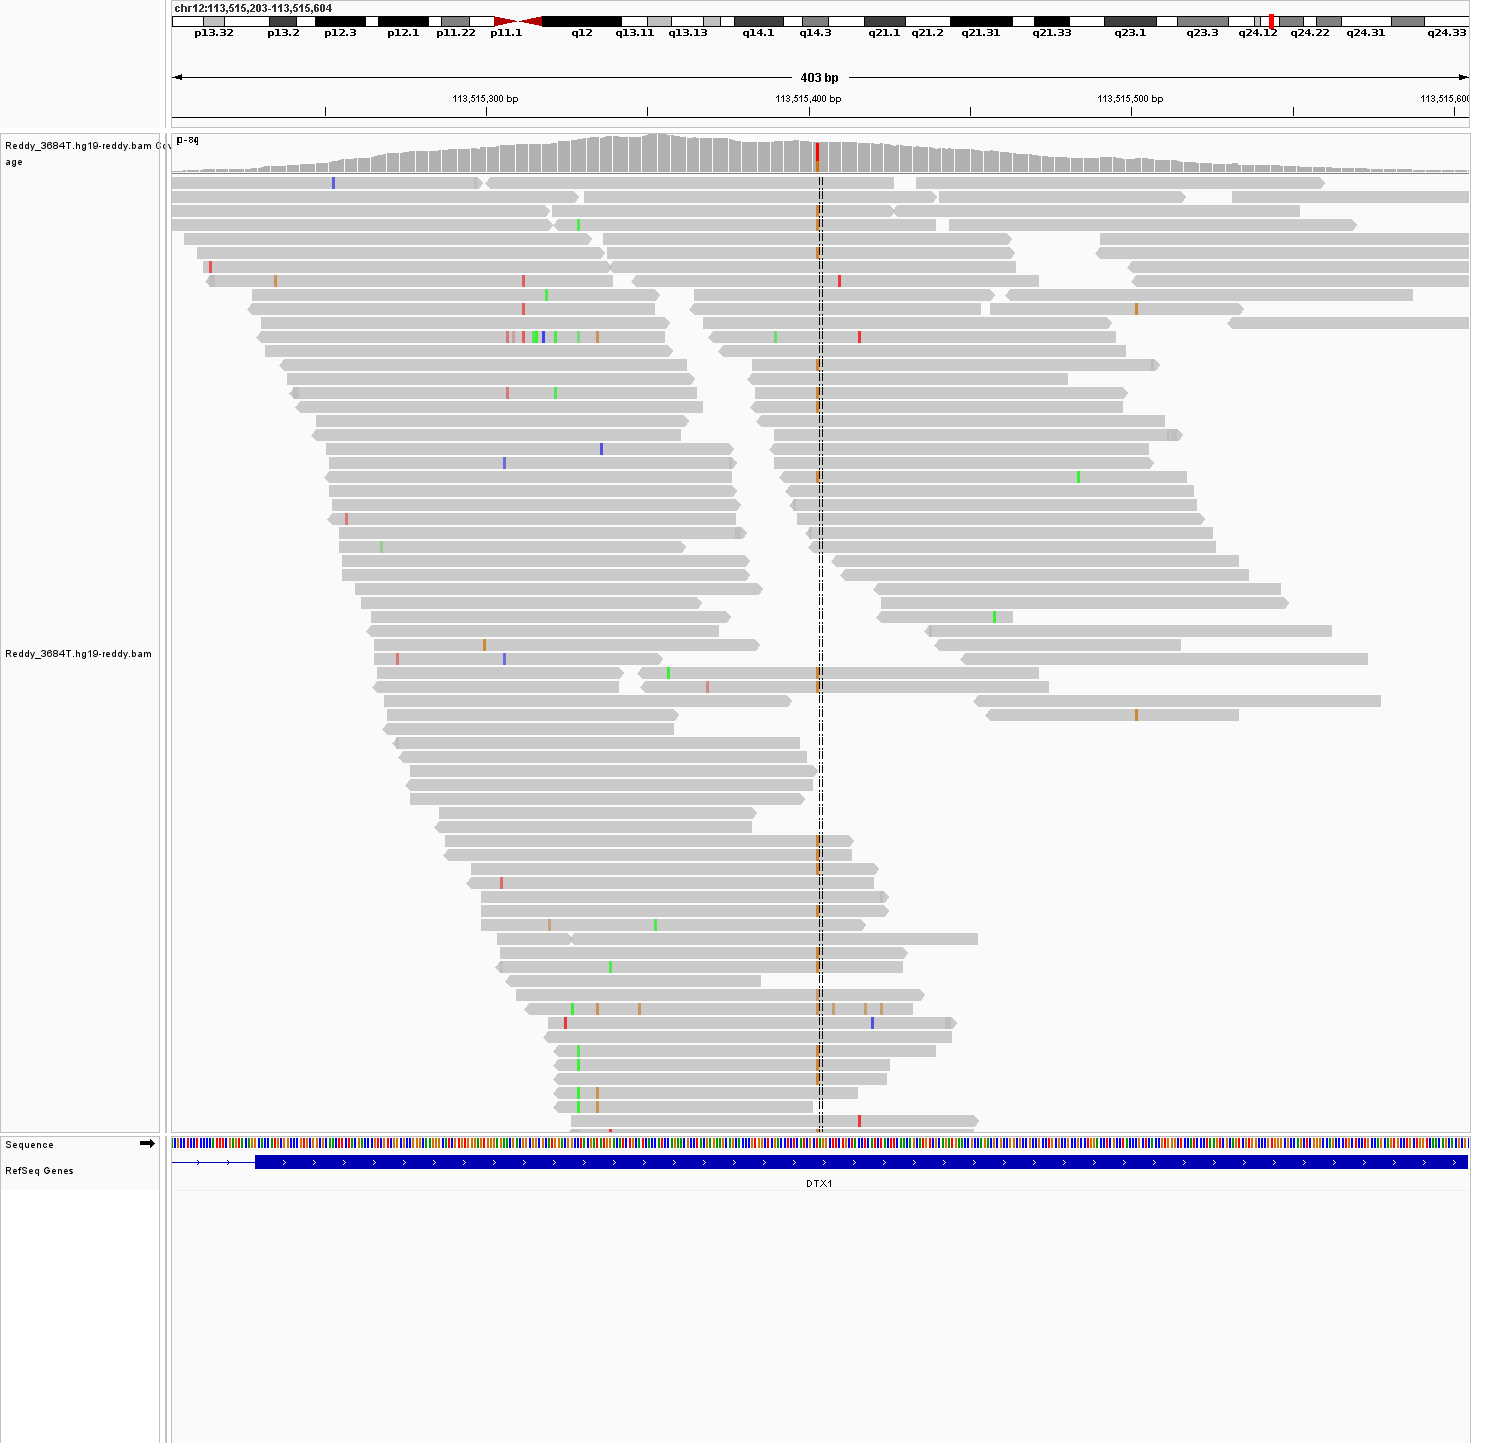 chr12:113,515,203-113,515,604
p13.32 p13.2 p12.3 p12.1 p11.22 p11.1 q12 q13.11 q13.13 q14.1 q14.3 q21.1 q21.2 q21.31 q21.33 q23.1 q23.3 q24.12 q24.22 q24.31 q24.33
403 bp
113,515,300 bp 113,515,400 bp 113,515,500 bp 113,515,600
Reddy_3684T.hg19-reddy.bam Cov
age
[0-84]
Reddy_3684T.hg19-reddy.bam
Sequence
RefSeq Genes
DTX1